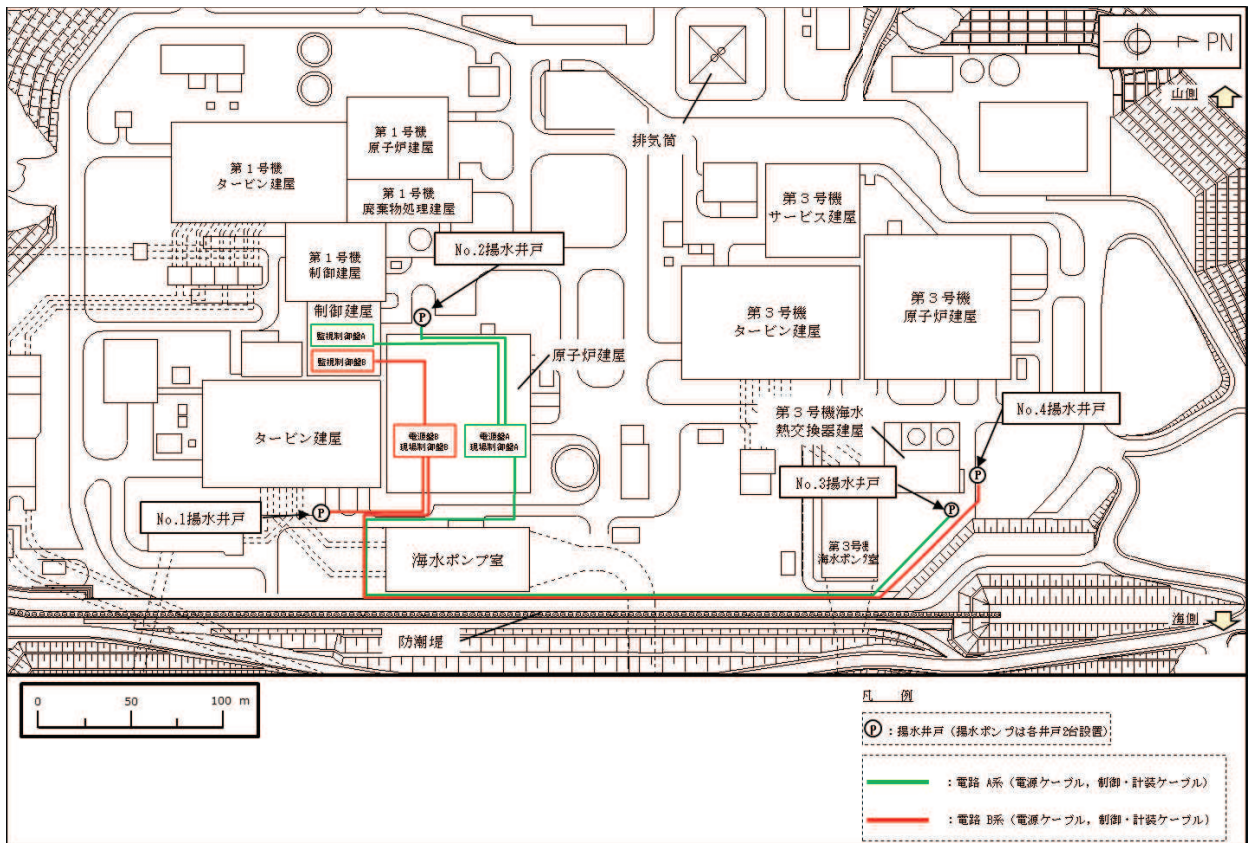 PN
山側
排気筒
第1号機
原子炉建屋
第1号機
タービン建屋
第1号機
廃棄物処理建屋
第3号機
サービス建屋
No.2揚水井戸
第1号機
制御建屋
第3号機
タービン建屋
第3号機
原子炉建屋
制御建屋
監視制御盤A
監視制御盤B
原子炉建屋
タービン建屋
電源盤B
現場制御盤B
電源盤A
現場制御盤A
第3号機海水
熱交換器建屋
No.4揚水井戸
No.3揚水井戸
No.1揚水井戸
P
P
P
P
海水ポンプ室
第3号機
海水ポンプ室
海側
防潮堤
0 50 100 m
凡 例
P :揚水井戸(揚水ポンプは各井戸2台設置)
:電路 A系(電源ケーブル,制御・計装ケーブル)
:電路 B系(電源ケーブル,制御・計装ケーブル)